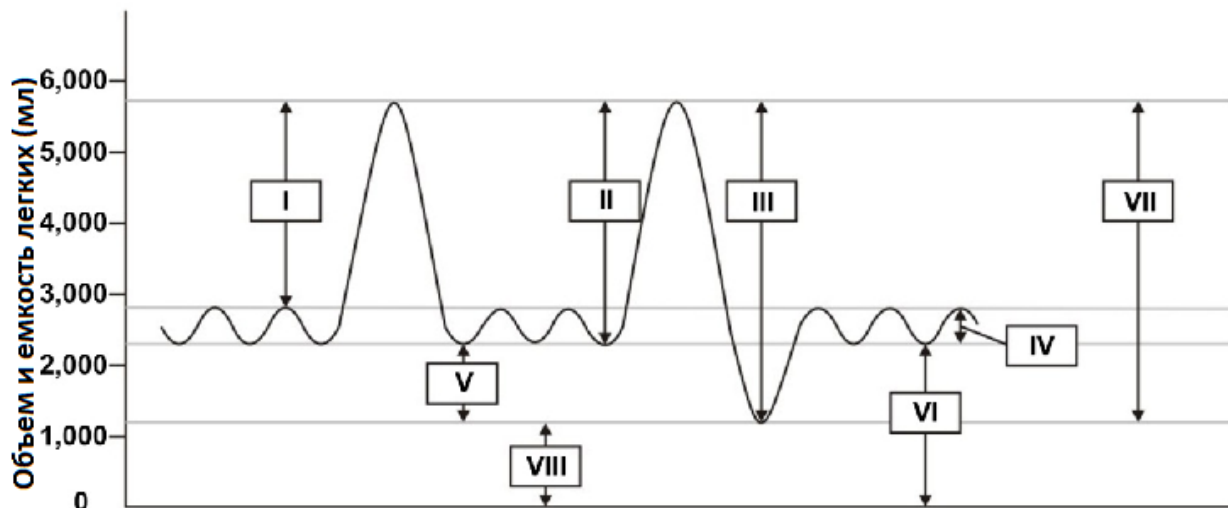 Объем и емкость легких (мл)
6,000
5,000
4,000
3,000
2,000
1,000
0
I
II
III
VII
IV
V
VI
VIII